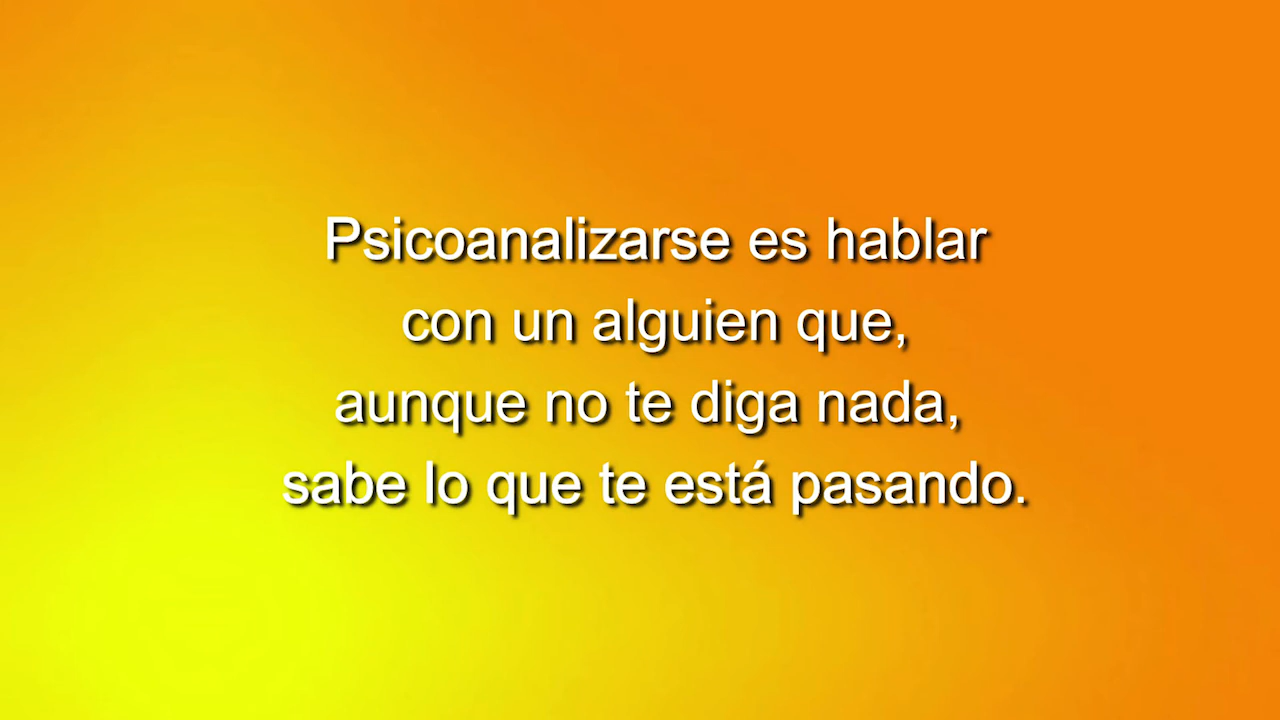 Psicoanalizarse es hablar
con un alguien que,
aunque no te diga nada,
sabe lo que te está pasando.